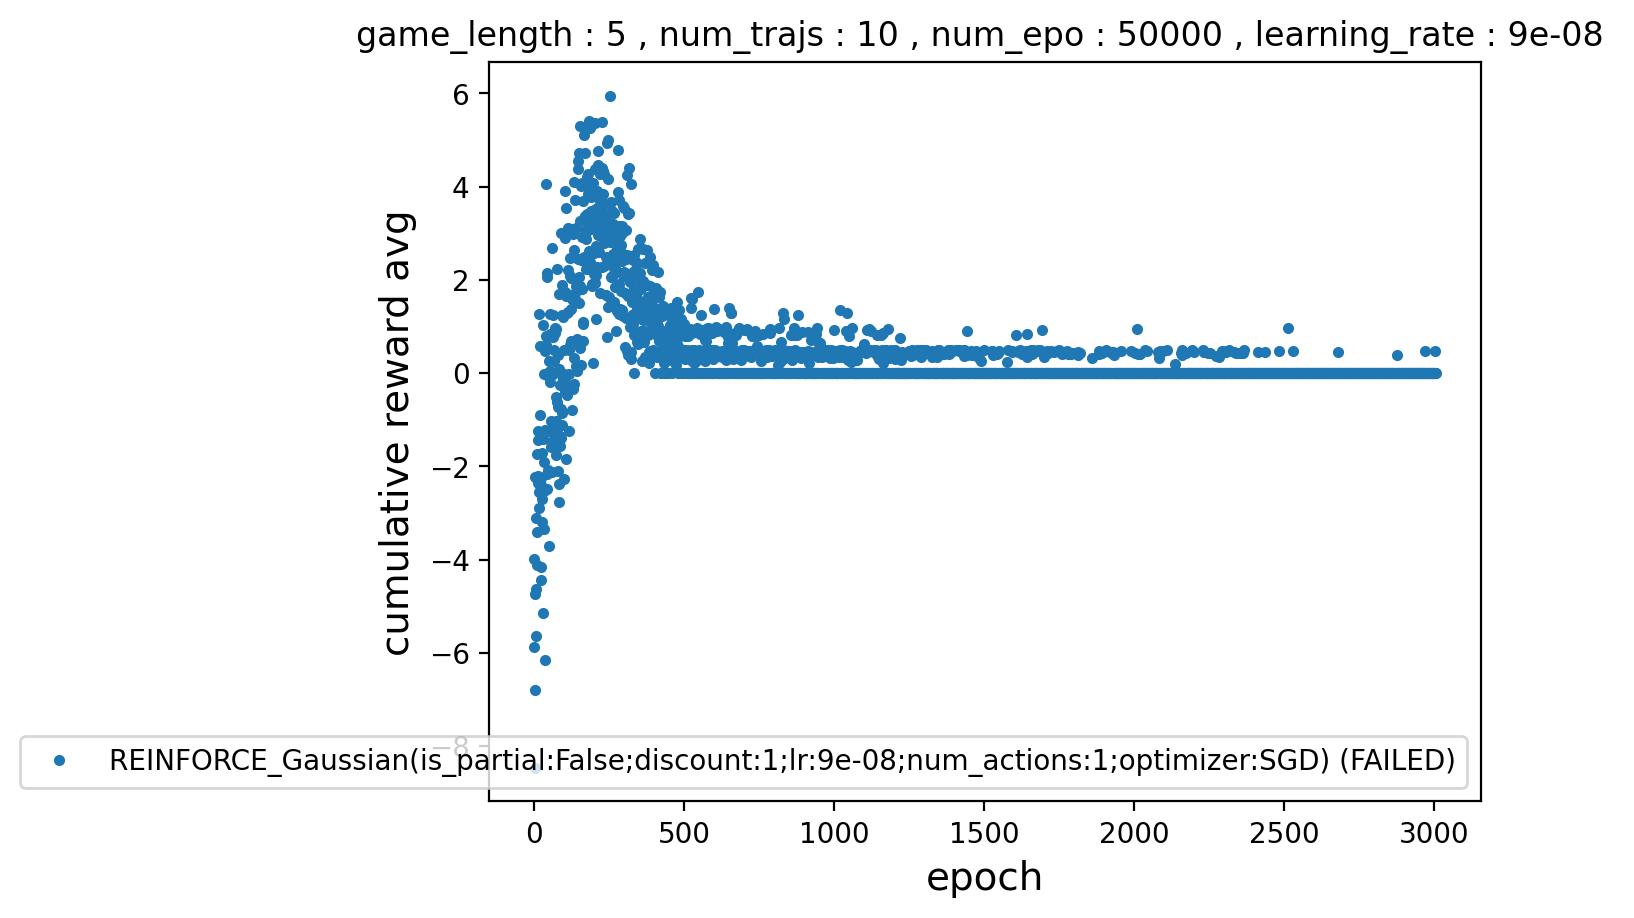 game_length : 5 , num_trajs : 10 , num_epo : 50000 , learning_rate : 9e-08
cumulative reward avg
6
4
2
0
−2
−4
−6
−8
REINFORCE_Gaussian(is_partial:False;discount:1;lr:9e-08;num_actions:1;optimizer:SGD) (FAILED)
0 500 1000 1500 2000 2500 3000
epoch